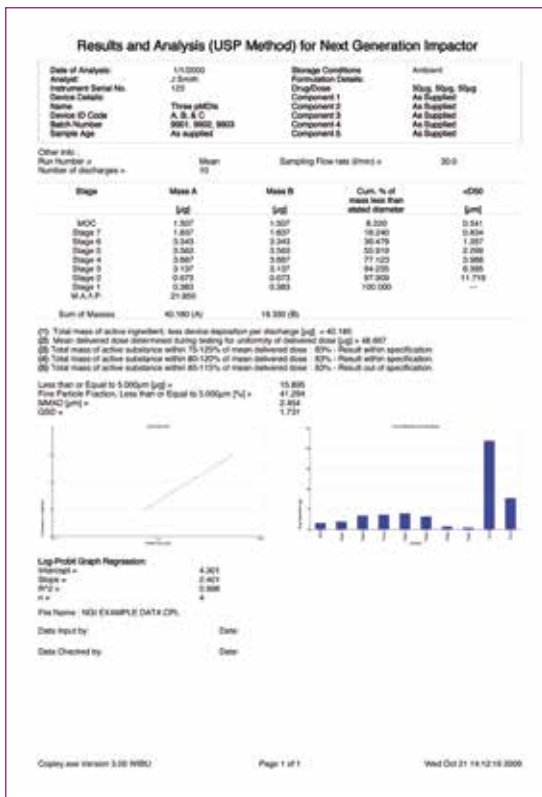 Results and Analysis (USP Method) for Next Generation Impactor
Date of Analysis: 1/1/2000 Storage Conditions Ambient
Analyst: J Smith Formulation Details:
Instrument Serial No. 123 Drug/Dose 50µg, 50µg, 50µg
Device Details: Component 1 As Supplied
Name Three pMDIs Component 2 As Supplied
Device ID Code A, B, & C Component 3 As Supplied
Batch Number 9901, 9902, 9903 Component 4 As Supplied
Sample Age As supplied Component 5 As Supplied
Other Info :
Run Number = Mean Sampling Flow rate (l/min) = 30.0
Number of discharges = 10
Stage Mass A Mass B Cum. % of mass less than stated diameter <D50
[µg] [µg] [µm]
MOC 1.507 1.507 8.220 0.541
Stage 7 1.837 1.837 18.240 0.834
Stage 6 3.343 3.343 36.479 1.357
Stage 5 3.563 3.563 2.299
Stage 4 3.887 3.887 77.123 3.988
Stage 3 3.137 3.137 94.235 6.395
Stage 2 0.673 0.673 97.909 11.719
Stage 1 0.383 0.383 100.000 ---
M.A.A.P. 21.850
Sum of Masses 40.180 (A) 18.330 (B)
(1) Total mass of active ingredient, less device deposition per discharge [µg] = 40.180
(2) Mean delivered dose determined during testing for uniformity of delivered dose [µg] = 48.667
(3) Total mass of active substance within 75-125% of mean delivered dose : 83% - Result within specification.
(4) Total mass of active substance within 80-120% of mean delivered dose : 83% - Result within specification.
(5) Total mass of active substance within 85-115% of mean delivered dose : 83% - Result out of specification.
Less than or Equal to 5.000µm [µg] = 15.895
Fine Particle Fraction, Less than or Equal to 5.000µm [%] = 41.294
MMAD [µm] = 2.454
GSD = 1.731
Log-Probit Graph Regression:
Intercept = 4.301
Slope = 2.401
R^2 = 0.998
n = 4
File Name : NGI EXAMPLE DATA.CPL
Data Input by: Date:
Data Checked by: Date:
Copley.exe Version 3.00 WIBU Page 1 of 1 Wed Oct 21 14:12:10 2009